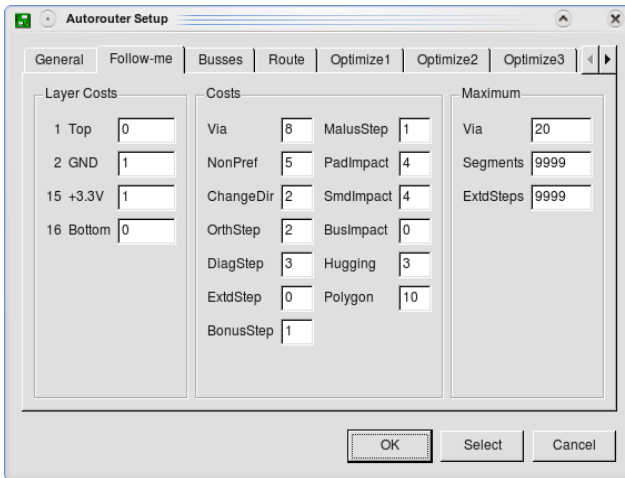 Autorouter Setup
General Follow-me Busses Route Optimize1 Optimize2 Optimize3
Layer Costs Costs Maximum
1 Top 0 Via 8 MalusStep 1 Via 20
2 GND 1 NonPref 5 PadImpact 4 Segments 9999
15 +3.3V 1 ChangeDir 2 SmdImpact 4 ExtdSteps 9999
16 Bottom 0 OrthStep 2 BusImpact 0
DiagStep 3 Hugging 3
ExtdStep 0 Polygon 10
BonusStep 1
OK Select Cancel